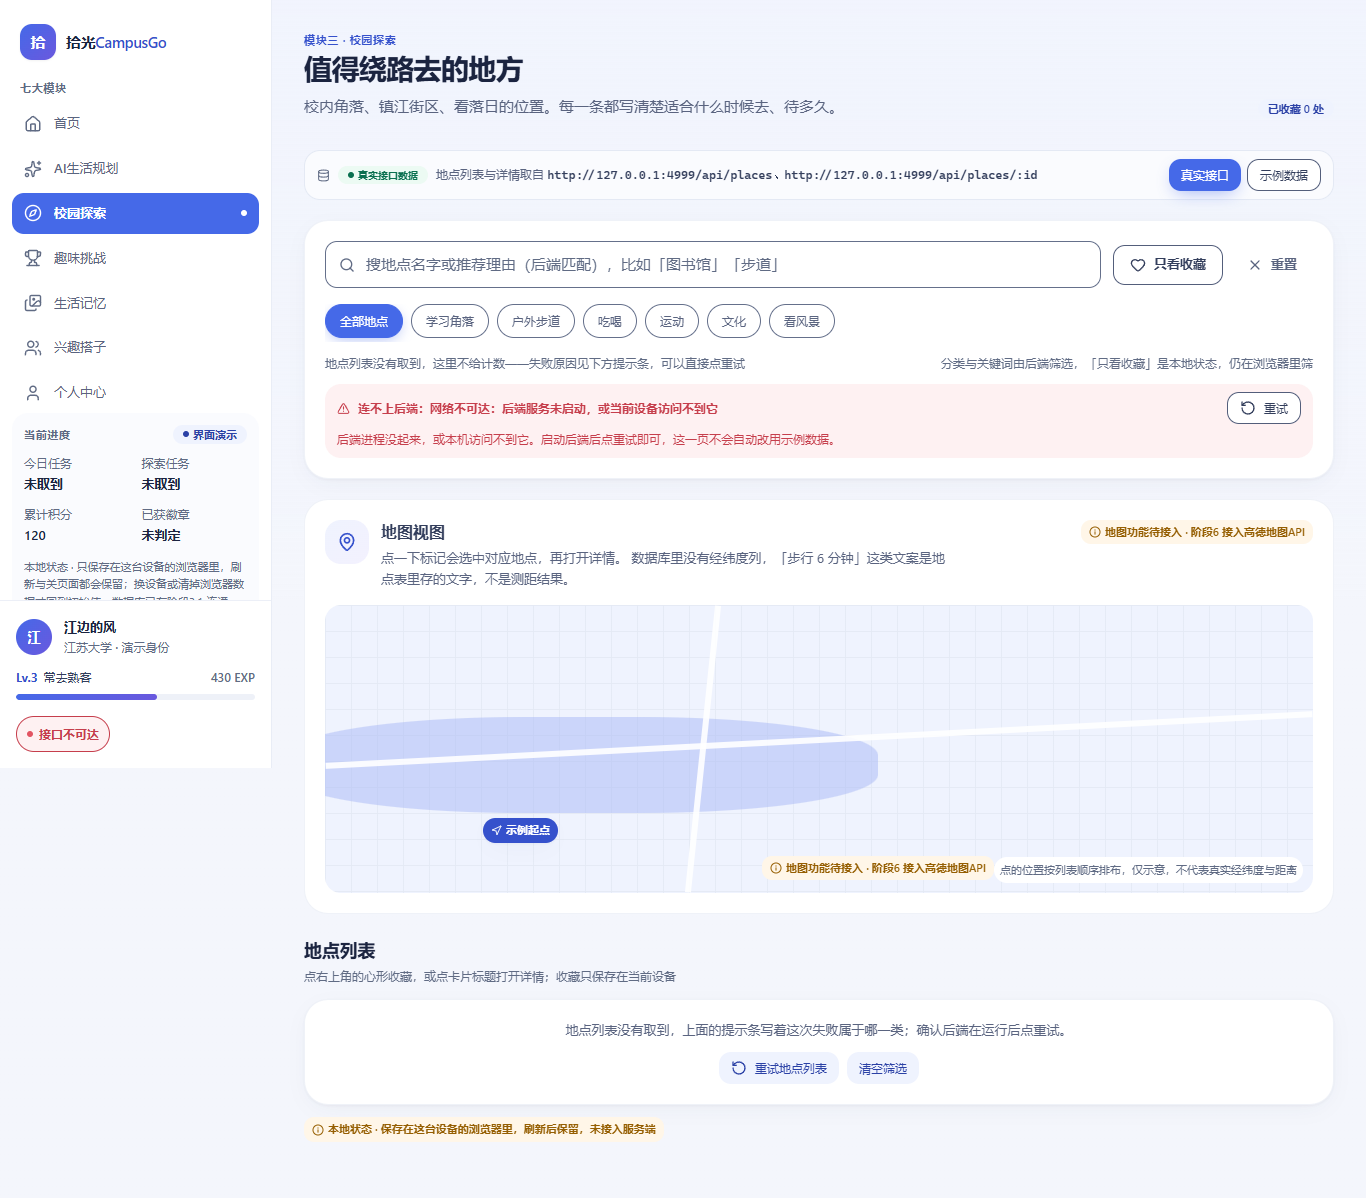 拾
拾光CampusGo
七大模块
首页
AI生活规划
校园探索
趣味挑战
生活记忆
兴趣搭子
个人中心
当前进度
界面演示
今日任务
探索任务
未取到
未取到
累计积分
已获徽章
120
未判定
本地状态 · 只保存在这台设备的浏览器里，刷
新与关页面都会保留；换设备或清掉浏览器数
江
江边的风
江苏大学 · 演示身份
Lv.3 常去熟客
430 EXP
接口不可达
模块三 · 校园探索
值得绕路去的地方
校内角落、镇江街区、看落日的位置。每一条都写清楚适合什么时候去、待多久。
已收藏 0 处
真实接口数据
地点列表与详情取自 http://127.0.0.1:4999/api/places、http://127.0.0.1:4999/api/places/:id
真实接口
示例数据
搜地点名字或推荐理由（后端匹配），比如「图书馆」「步道」
只看收藏
重置
全部地点
学习角落
户外步道
吃喝
运动
文化
看风景
地点列表没有取到，这里不给计数——失败原因见下方提示条，可以直接点重试
分类与关键词由后端筛选，「只看收藏」是本地状态，仍在浏览器里筛
连不上后端：网络不可达：后端服务未启动，或当前设备访问不到它
重试
后端进程没起来，或本机访问不到它。启动后端后点重试即可，这一页不会自动改用示例数据。
地图视图
地图功能待接入 · 阶段6 接入高德地图API
点一下标记会选中对应地点，再打开详情。 数据库里没有经纬度列，「步行 6 分钟」这类文案是地
点表里存的文字，不是测距结果。
示例起点
地图功能待接入 · 阶段6 接入高德地图API
点的位置按列表顺序排布，仅示意，不代表真实经纬度与距离
地点列表
点右上角的心形收藏，或点卡片标题打开详情；收藏只保存在当前设备
地点列表没有取到，上面的提示条写着这次失败属于哪一类；确认后端在运行后点重试。
重试地点列表
清空筛选
本地状态 · 保存在这台设备的浏览器里，刷新后保留，未接入服务端